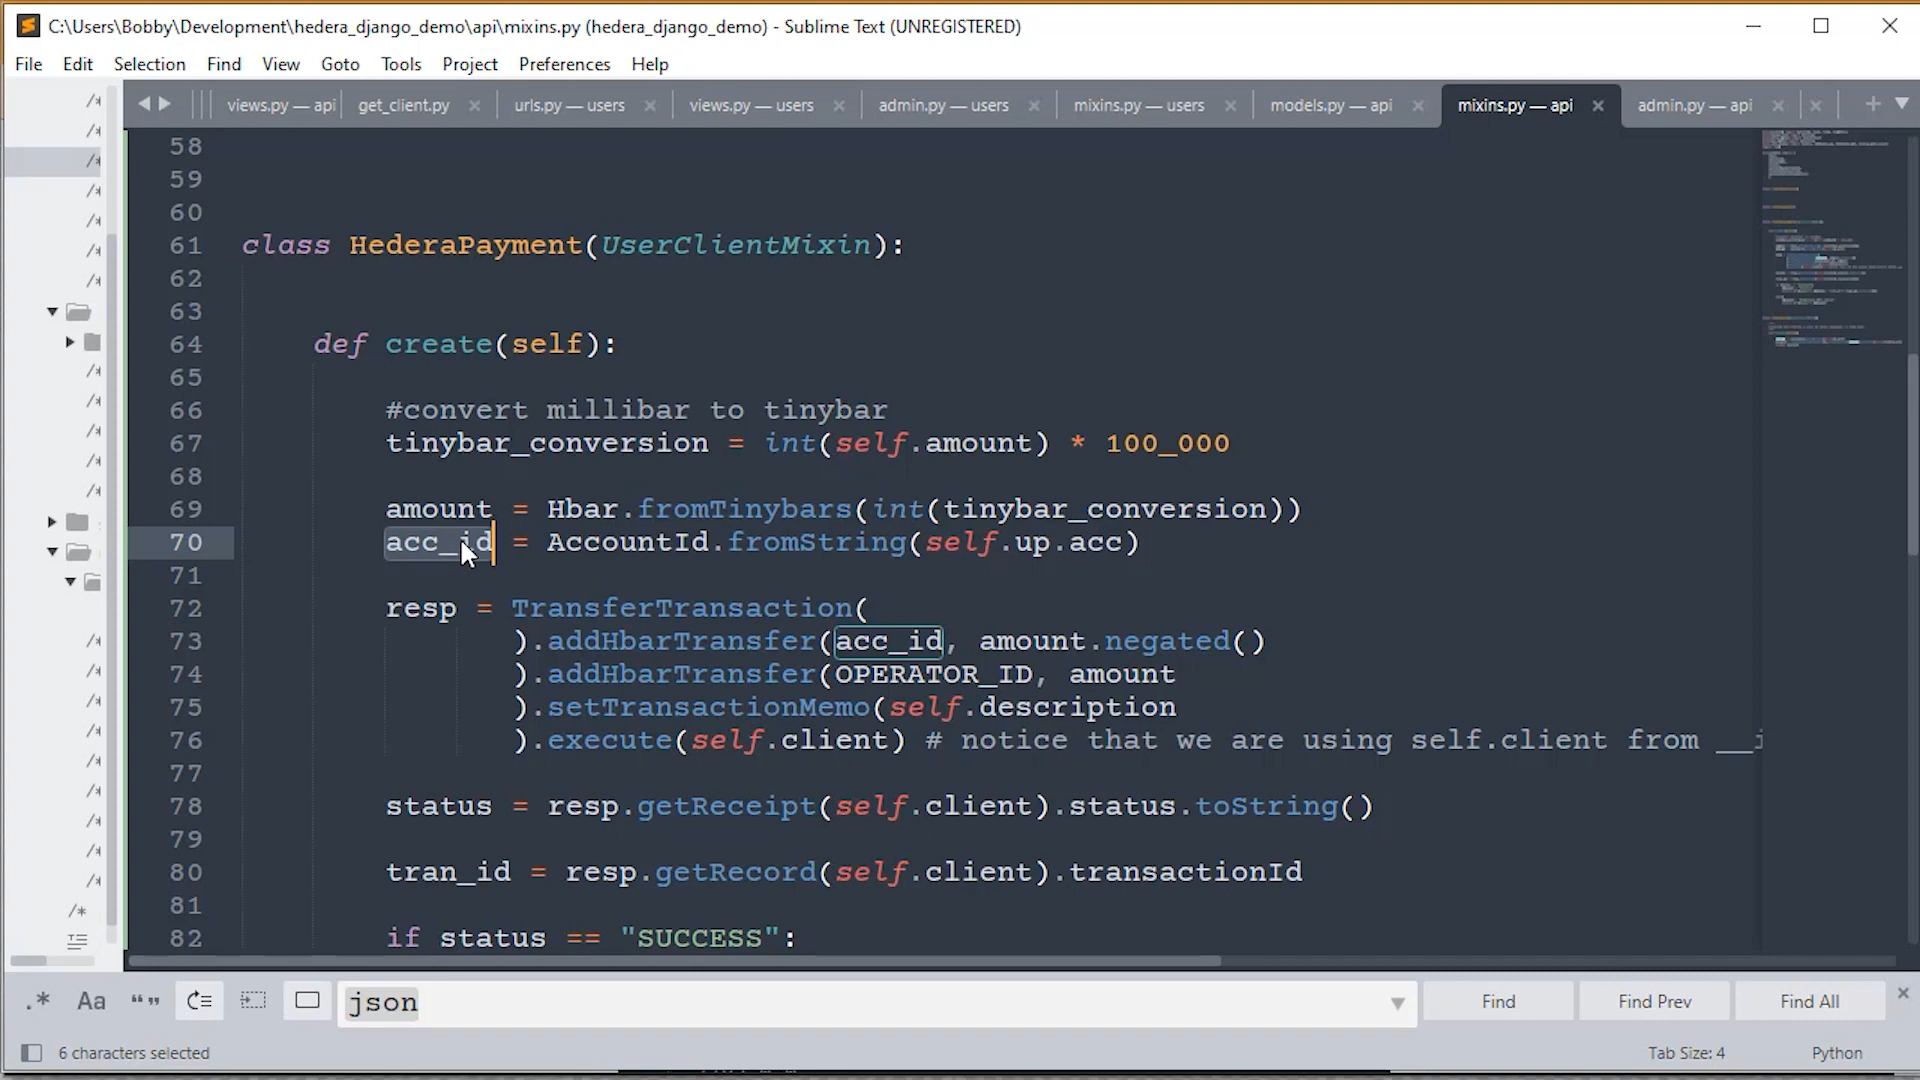 C:\Users\Bobby\Development\hedera_django_demo\api\mixins.py (hedera_django_demo) - Sublime Text (UNREGISTERED)
File Edit Selection Find View Goto Tools Project Preferences Help
views.py — api get_client.py urls.py — users views.py — users admin.py — users mixins.py — users models.py — api mixins.py — api admin.py — api
58
59
60
61 class HederaPayment(UserClientMixin):
62
63
64 def create(self):
65
66 #convert millibar to tinybar
67 tinybar_conversion = int(self.amount) * 100_000
68
69 amount = Hbar.fromTinybars(int(tinybar_conversion))
70 acc_id = AccountId.fromString(self.up.acc)
71
72 resp = TransferTransaction(
73 ).addHbarTransfer(acc_id, amount.negated()
74 ).addHbarTransfer(OPERATOR_ID, amount
75 ).setTransactionMemo(self.description
76 ).execute(self.client) # notice that we are using self.client from __i
77
78 status = resp.getReceipt(self.client).status.toString()
79
80 tran_id = resp.getRecord(self.client).transactionId
81
82 if status == "SUCCESS":
.* Aa “ ” json Find Find Prev Find All
6 characters selected Tab Size: 4 Python